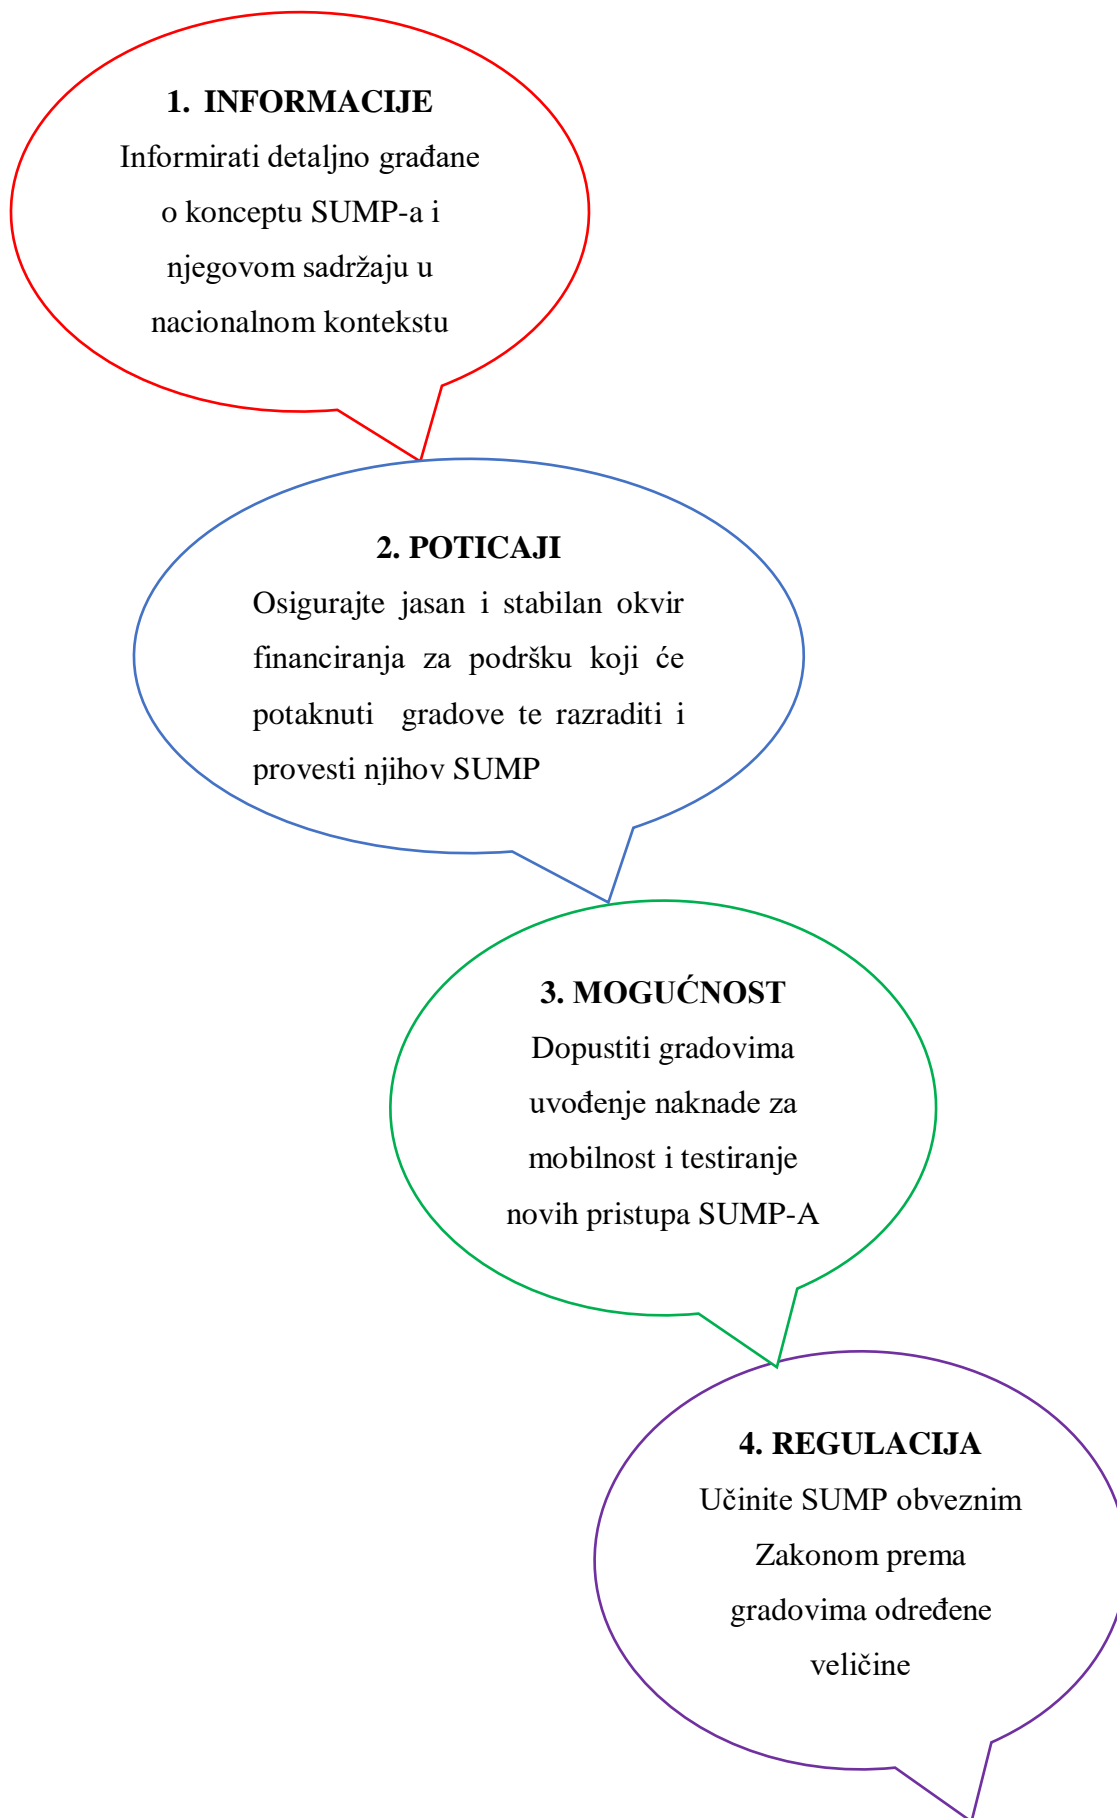 1. INFORMACIJE
Informirati detaljno građane
o konceptu SUMP-a i
njegovom sadržaju u
nacionalnom kontekstu
2. POTICAJI
Osigurajte jasan i stabilan okvir
financiranja za podršku koji će
potaknuti gradove te razraditi i
provesti njihov SUMP
3. MOGUĆNOST
Dopustiti gradovima
uvođenje naknade za
mobilnost i testiranje
novih pristupa SUMP-A
4. REGULACIJA
Učinite SUMP obveznim
Zakonom prema
gradovima određene
veličine